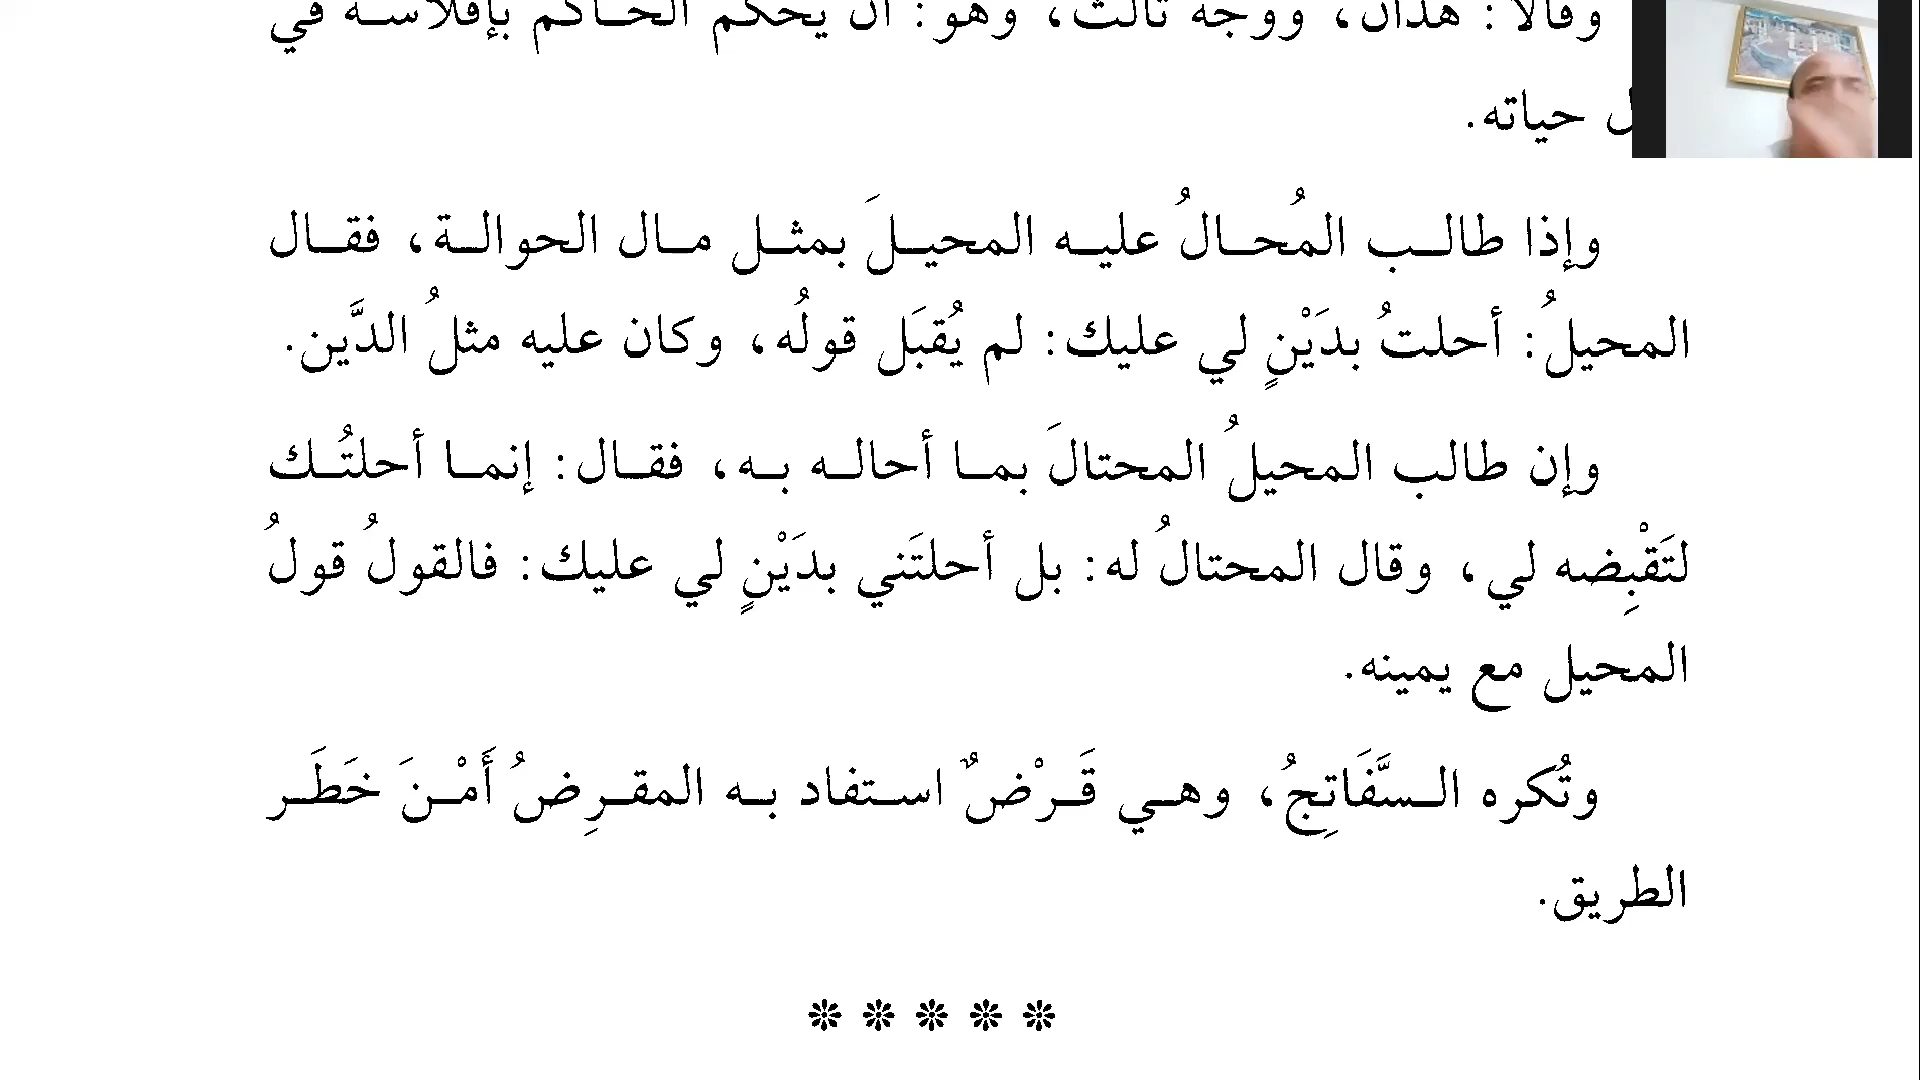 وقالا: هذان، ووجه ثالث، وهو: أن يحكم الحاكم بإفلاسه في
حياته.
وإذا طالب المُحالُ عليه المحيلَ بمثل مال الحوالة، فقال
المحيلُ: أحلتُ بدَيْنٍ لي عليك: لم يُقبَل قولُه، وكان عليه مثلُ الدَّين.
وإن طالب المحيلُ المحتالَ بما أحاله به، فقال: إنما أحلتُك
لتَقْبِضه لي، وقال المحتالُ له: بل أحلتَني بدَيْنٍ لي عليك: فالقولُ قولُ
المحيل مع يمينه.
وتُكره السَّفَاتِجُ، وهي قَرْضٌ استفاد به المقرِضُ أَمْنَ خَطَر
الطريق.